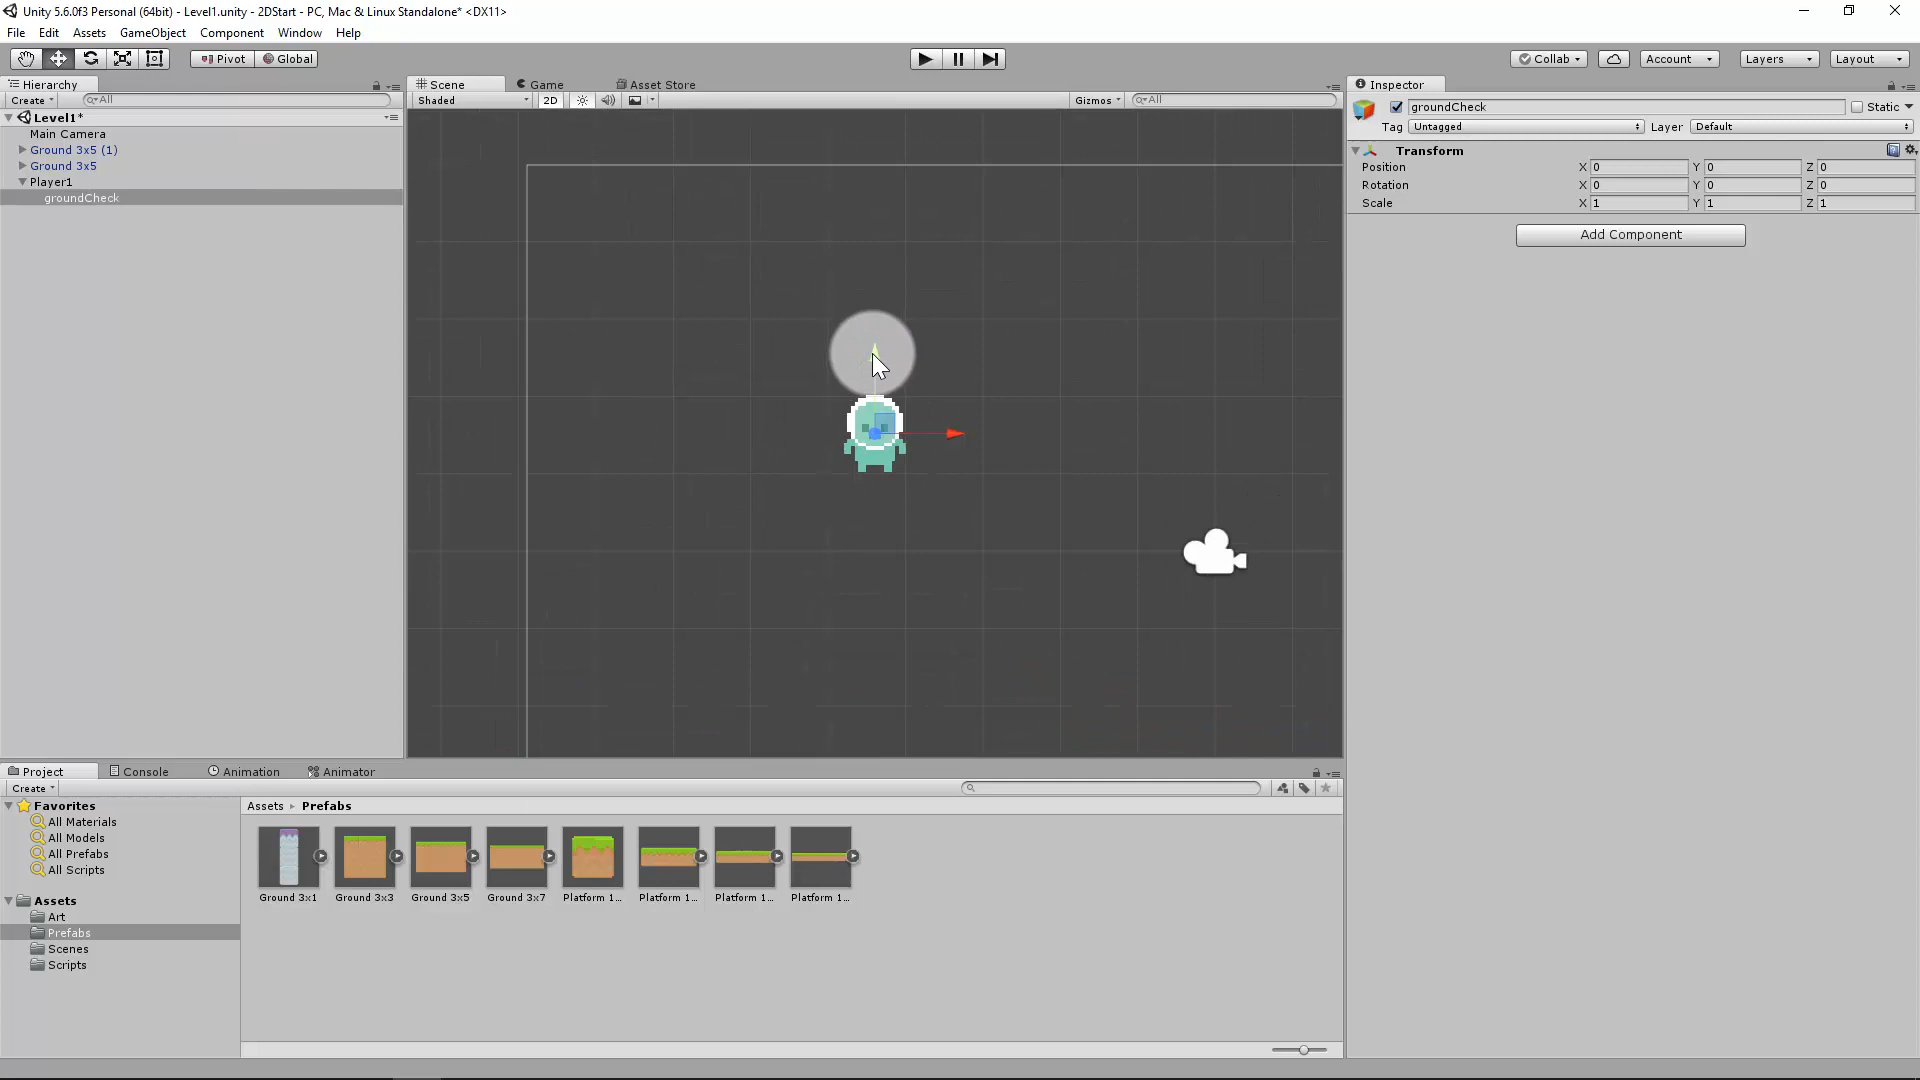 Unity 5.6.0f3 Personal (64bit) - Level1.unity - 2DStart - PC, Mac & Linux Standalone* <DX11>
File Edit Assets GameObject Component Window Help
Pivot Global Collab Account Layers Layout
Hierarchy Scene Game Asset Store Inspector
Create All Shaded 2D Gizmos All groundCheck Static
Level1* Tag Untagged Layer Default
Main Camera
Ground 3x5 (1) Transform
Ground 3x5 Position X 0 Y 0 Z 0
Player1 Rotation X 0 Y 0 Z 0
groundCheck Scale X 1 Y 1 Z 1
Add Component
Project Console Animation Animator
Create
Favorites Assets Prefabs
All Materials
All Models
All Prefabs
All Scripts
Ground 3x1 Ground 3x3 Ground 3x5 Ground 3x7 Platform 1... Platform 1... Platform 1... Platform 1...
Assets
Art
Prefabs
Scenes
Scripts